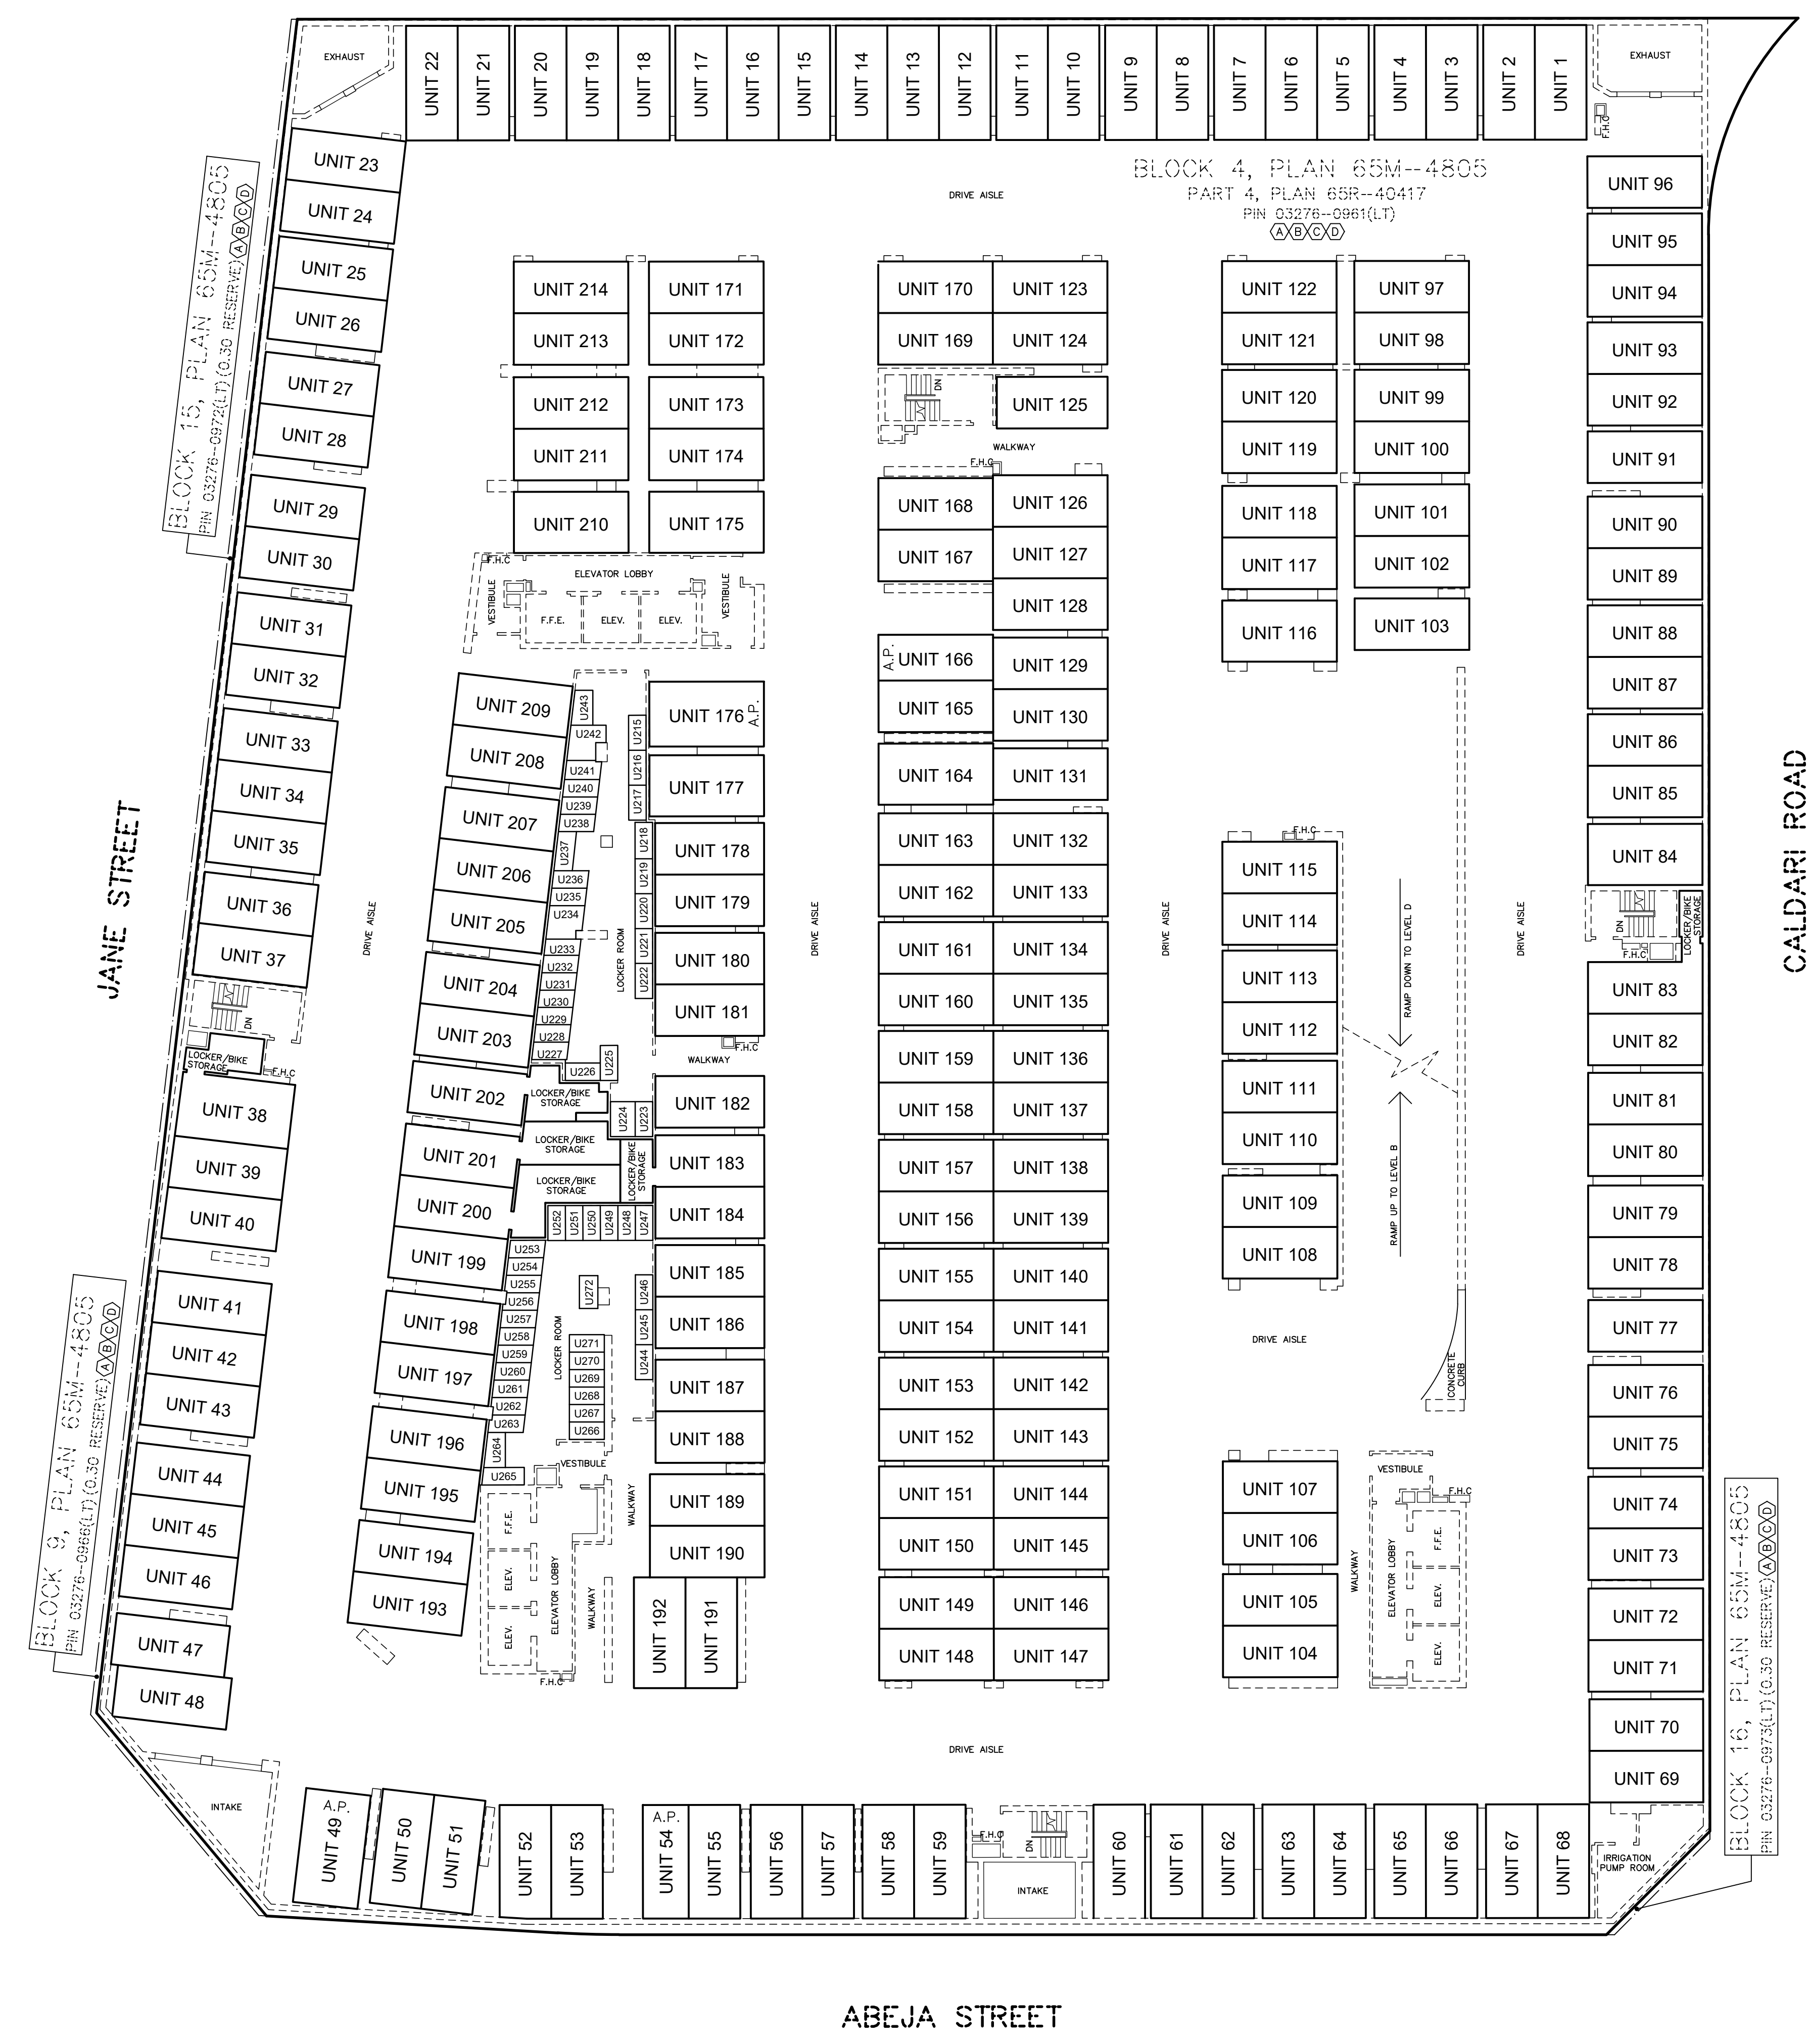 EXHAUST
UNIT 22
UNIT 21
UNIT 20
UNIT 19
UNIT 18
UNIT 17
UNIT 16
UNIT 15
UNIT 14
UNIT 13
UNIT 12
UNIT 11
UNIT 10
UNIT 9
UNIT 8
UNIT 7
UNIT 6
UNIT 5
UNIT 4
UNIT 3
UNIT 2
UNIT 1
EXHAUST
F.H.C
BLOCK 4, PLAN 65M--4805
PART 4, PLAN 65R--40417
PIN 03276--0961(LT)
A B C D
DRIVE AISLE
BLOCK 15, PLAN 65M--4805
PIN 03276--0972(LT)(0.30 RESERVE) A B C D
UNIT 23
UNIT 24
UNIT 25
UNIT 26
UNIT 27
UNIT 28
UNIT 29
UNIT 30
UNIT 31
UNIT 32
UNIT 33
UNIT 34
UNIT 35
UNIT 36
UNIT 37
DN
LOCKER/BIKE
STORAGE
F.H.C
UNIT 38
UNIT 39
UNIT 40
UNIT 41
UNIT 42
UNIT 43
UNIT 44
UNIT 45
UNIT 46
UNIT 47
UNIT 48
JANE STREET
BLOCK 9, PLAN 65M--4805
PIN 03276--0966(LT)(0.30 RESERVE) A B C D
DRIVE AISLE
UNIT 214
UNIT 213
UNIT 212
UNIT 211
UNIT 210
UNIT 171
UNIT 172
UNIT 173
UNIT 174
UNIT 175
F.H.C
ELEVATOR LOBBY
VESTIBULE
F.F.E.
ELEV.
ELEV.
VESTIBULE
UNIT 209
UNIT 208
UNIT 207
UNIT 206
UNIT 205
UNIT 204
UNIT 203
UNIT 202
UNIT 201
UNIT 200
UNIT 199
UNIT 198
UNIT 197
UNIT 196
UNIT 195
UNIT 194
UNIT 193
U243
U242
U241
U240
U239
U238
U237
U236
U235
U234
U233
U232
U231
U230
U229
U228
U227
U226
U225
U215
U216
U217
U218
U219
U220
U221
U222
LOCKER ROOM
U224
U223
LOCKER/BIKE
STORAGE
LOCKER/BIKE
STORAGE
LOCKER/BIKE
STORAGE
LOCKER/BIKE
STORAGE
U252
U251
U250
U249
U248
U247
U253
U254
U255
U256
U257
U258
U259
U260
U261
U262
U263
U264
U265
U272
U271
U270
U269
U268
U267
U266
U246
U245
U244
LOCKER ROOM
VESTIBULE
F.F.E.
ELEV.
ELEV.
ELEVATOR LOBBY
F.H.C
WALKWAY
WALKWAY
UNIT 176
A.P.
UNIT 177
UNIT 178
UNIT 179
UNIT 180
UNIT 181
F.H.C
WALKWAY
UNIT 182
UNIT 183
UNIT 184
UNIT 185
UNIT 186
UNIT 187
UNIT 188
UNIT 189
UNIT 190
UNIT 192
UNIT 191
DRIVE AISLE
UNIT 170
UNIT 169
DN
WALKWAY
F.H.C
UNIT 168
UNIT 167
A.P.
UNIT 166
UNIT 165
UNIT 164
UNIT 163
UNIT 162
UNIT 161
UNIT 160
UNIT 159
UNIT 158
UNIT 157
UNIT 156
UNIT 155
UNIT 154
UNIT 153
UNIT 152
UNIT 151
UNIT 150
UNIT 149
UNIT 148
UNIT 123
UNIT 124
UNIT 125
UNIT 126
UNIT 127
UNIT 128
UNIT 129
UNIT 130
UNIT 131
UNIT 132
UNIT 133
UNIT 134
UNIT 135
UNIT 136
UNIT 137
UNIT 138
UNIT 139
UNIT 140
UNIT 141
UNIT 142
UNIT 143
UNIT 144
UNIT 145
UNIT 146
UNIT 147
DRIVE AISLE
UNIT 122
UNIT 121
UNIT 120
UNIT 119
UNIT 118
UNIT 117
UNIT 116
UNIT 97
UNIT 98
UNIT 99
UNIT 100
UNIT 101
UNIT 102
UNIT 103
F.H.C
UNIT 115
UNIT 114
UNIT 113
UNIT 112
UNIT 111
UNIT 110
UNIT 109
UNIT 108
RAMP DOWN TO LEVEL D
RAMP UP TO LEVEL B
DRIVE AISLE
CONCRETE
CURB
UNIT 107
UNIT 106
UNIT 105
UNIT 104
WALKWAY
VESTIBULE
F.H.C
ELEVATOR LOBBY
F.F.E.
ELEV.
ELEV.
DRIVE AISLE
UNIT 96
UNIT 95
UNIT 94
UNIT 93
UNIT 92
UNIT 91
UNIT 90
UNIT 89
UNIT 88
UNIT 87
UNIT 86
UNIT 85
UNIT 84
DN
F.H.C
LOCKER/BIKE
STORAGE
UNIT 83
UNIT 82
UNIT 81
UNIT 80
UNIT 79
UNIT 78
UNIT 77
UNIT 76
UNIT 75
UNIT 74
UNIT 73
UNIT 72
UNIT 71
UNIT 70
UNIT 69
CALDARI ROAD
BLOCK 16, PLAN 65M--4805
PIN 03276--0973(LT)(0.30 RESERVE) A B C D
DRIVE AISLE
INTAKE
A.P.
UNIT 49
UNIT 50
UNIT 51
UNIT 52
UNIT 53
A.P.
UNIT 54
UNIT 55
UNIT 56
UNIT 57
UNIT 58
UNIT 59
F.H.C
DN
INTAKE
UNIT 60
UNIT 61
UNIT 62
UNIT 63
UNIT 64
UNIT 65
UNIT 66
UNIT 67
UNIT 68
IRRIGATION
PUMP ROOM
ABEJA STREET